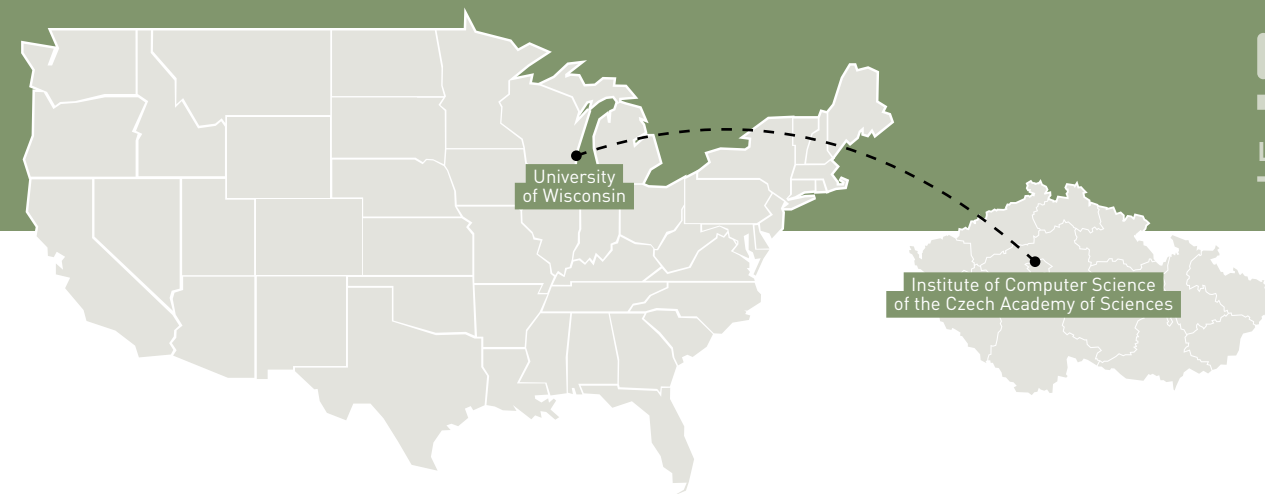 University
of Wisconsin
Institute of Computer Science
of the Czech Academy of Sciences